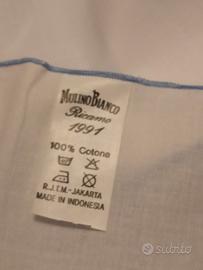 MULINO BIANCO
Ricamo
1991
100% Cotone
R.J.I.M.-JAKARTA
MADE IN INDONESIA
subito